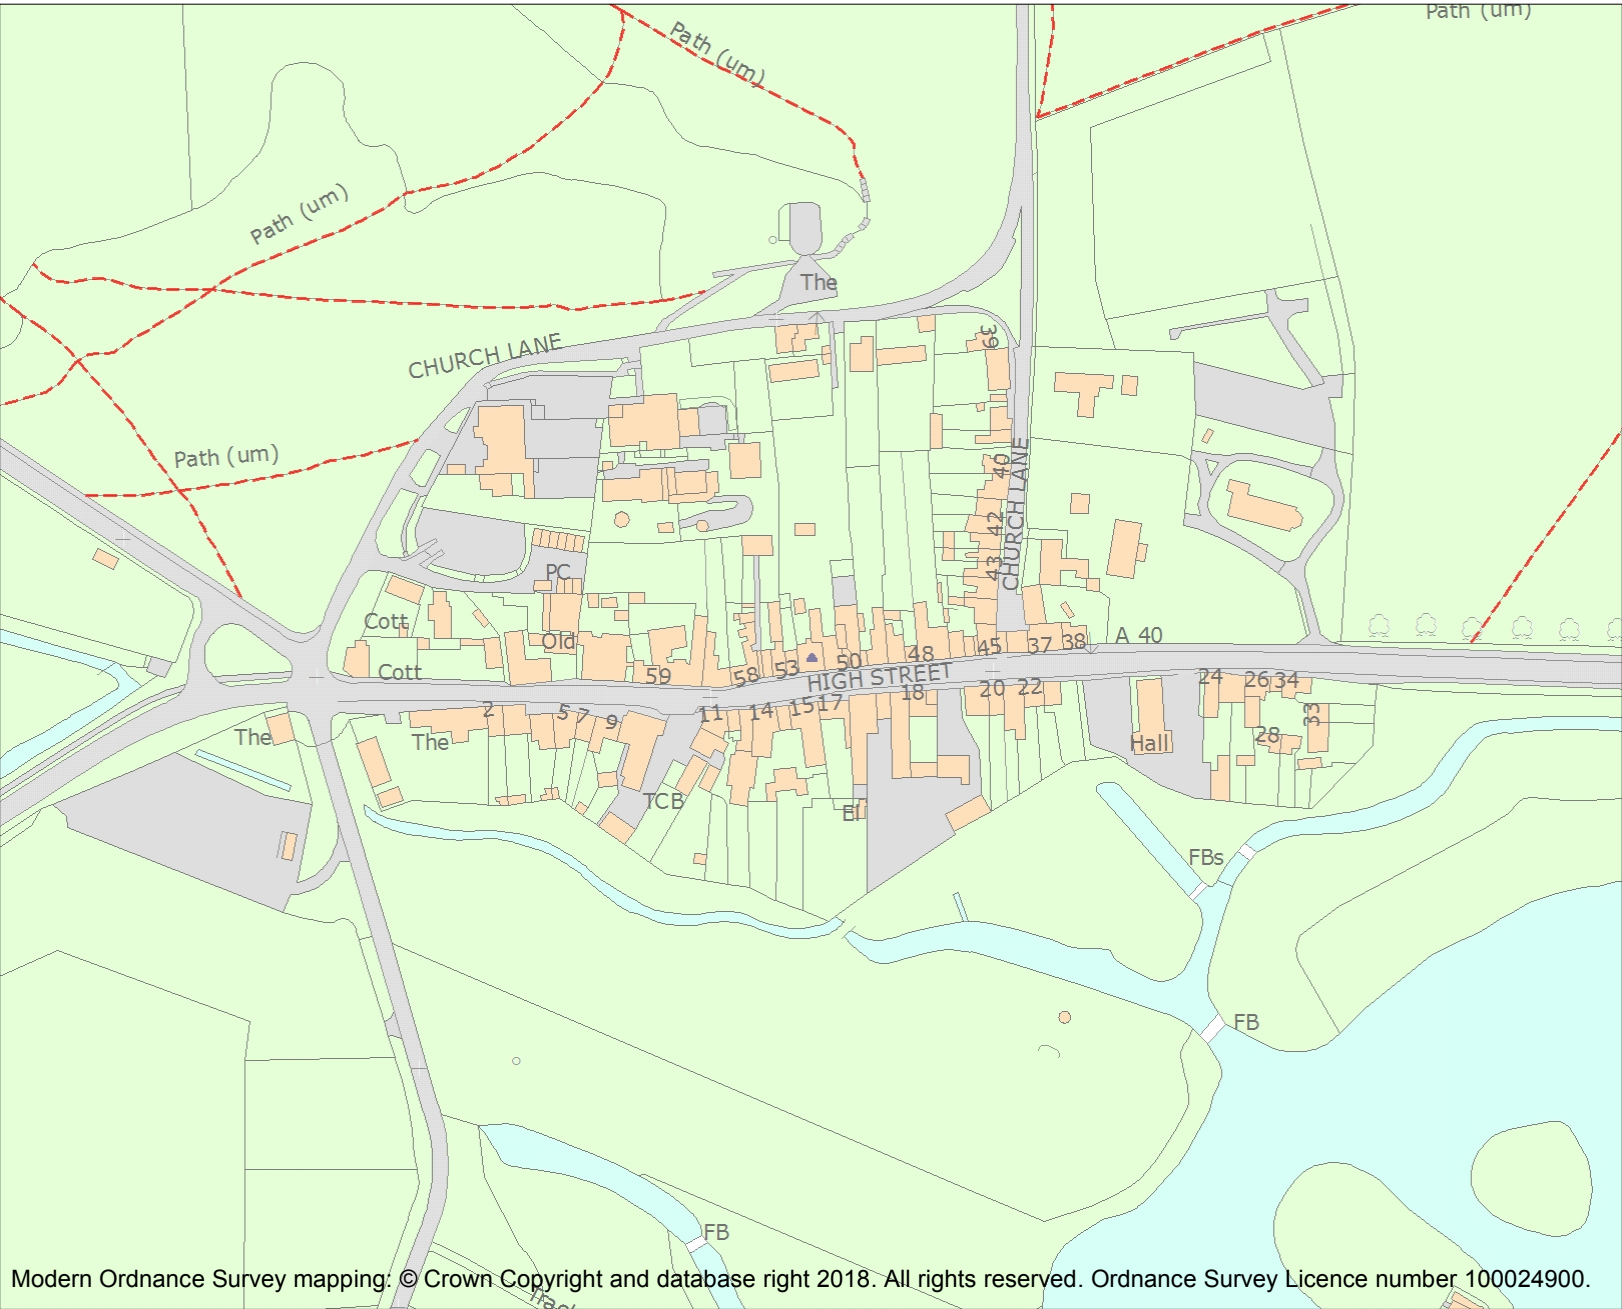 Path (um)
Path (um)
Path (um)
The
CHURCH LANE
39
Path (um)
40
CHURCH LANE
42
43
PC
Cott
Old
Cott
59
58
53
50
48
45
37
38
A 40
HIGH STREET
24
26
34
2
5
7
9
11
14
15
17
18
20
22
33
28
The
The
Hall
TCB
El
FBs
FB
FB
Modern Ordnance Survey mapping: © Crown Copyright and database right 2018. All rights reserved. Ordnance Survey Licence number 100024900.